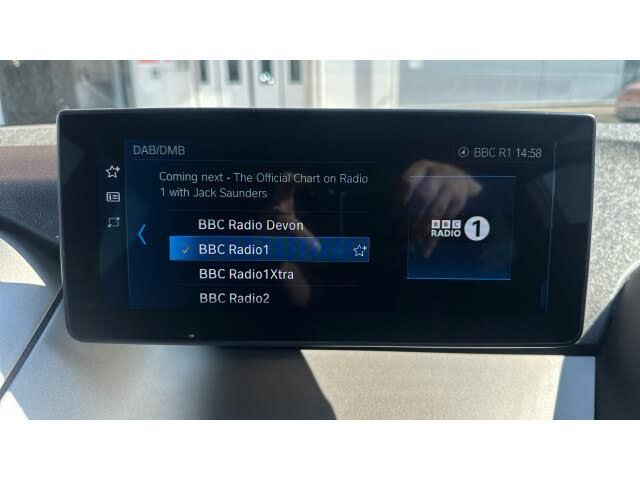 DAB/DMB
BBC R1 14:58
Coming next - The Official Chart on Radio
1 with Jack Saunders
BBC Radio Devon
BBC Radio1
BBC Radio1Xtra
BBC Radio2
BBC
RADIO 1